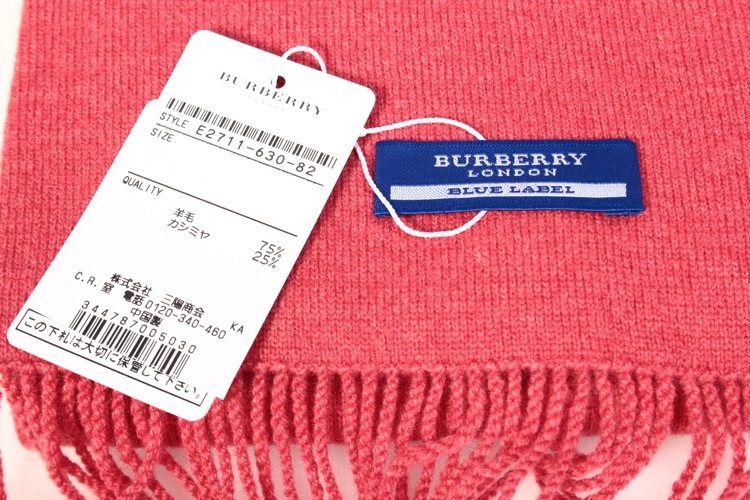 BURBERRY
LONDON
STYLE E2711-630-82
SIZE
QUALITY
羊毛 75%
カシミヤ 25%
株式会社 三陽商会
C.R.室 電話0120-340-460 KA
中国製
344787005030
この下札は大切に保管して下さい。
BURBERRY
LONDON
BLUE LABEL